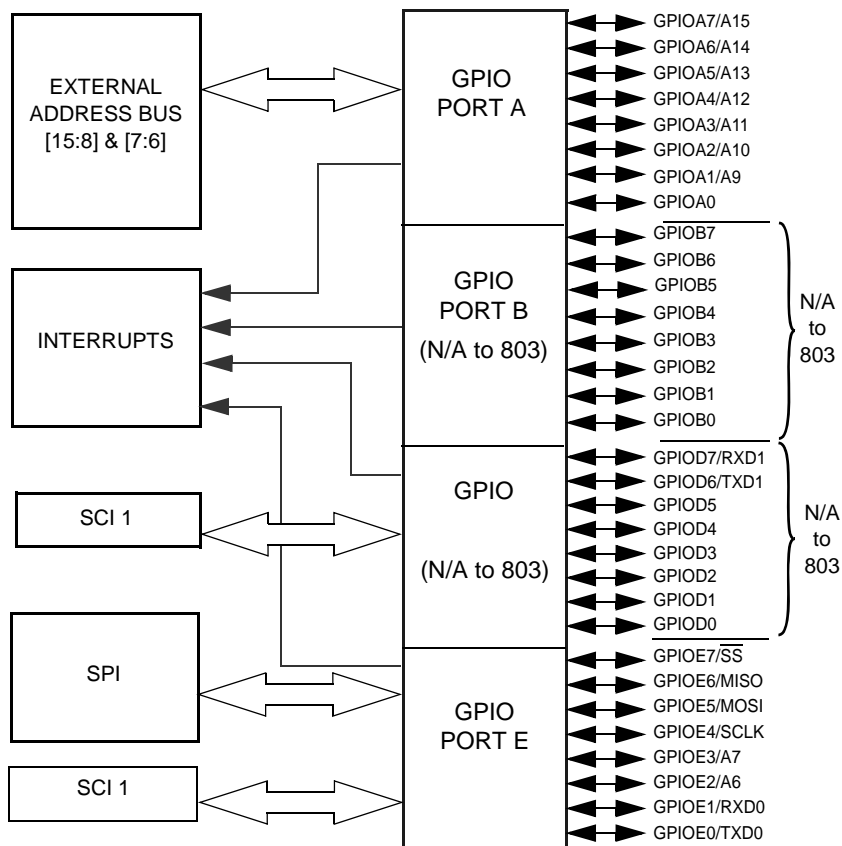 EXTERNAL
ADDRESS BUS
[15:8] & [7:6]
INTERRUPTS
SCI 1
SPI
SCI 1
GPIO
PORT A
GPIO
PORT B
(N/A to 803)
GPIO
(N/A to 803)
GPIO
PORT E
GPIOA7/A15
GPIOA6/A14
GPIOA5/A13
GPIOA4/A12
GPIOA3/A11
GPIOA2/A10
GPIOA1/A9
GPIOA0
GPIOB7
GPIOB6
GPIOB5
GPIOB4
GPIOB3
GPIOB2
GPIOB1
GPIOB0
N/A
to
803
GPIOD7/RXD1
GPIOD6/TXD1
GPIOD5
GPIOD4
GPIOD3
GPIOD2
GPIOD1
GPIOD0
N/A
to
803
GPIOE7/S̅S̅
GPIOE6/MISO
GPIOE5/MOSI
GPIOE4/SCLK
GPIOE3/A7
GPIOE2/A6
GPIOE1/RXD0
GPIOE0/TXD0